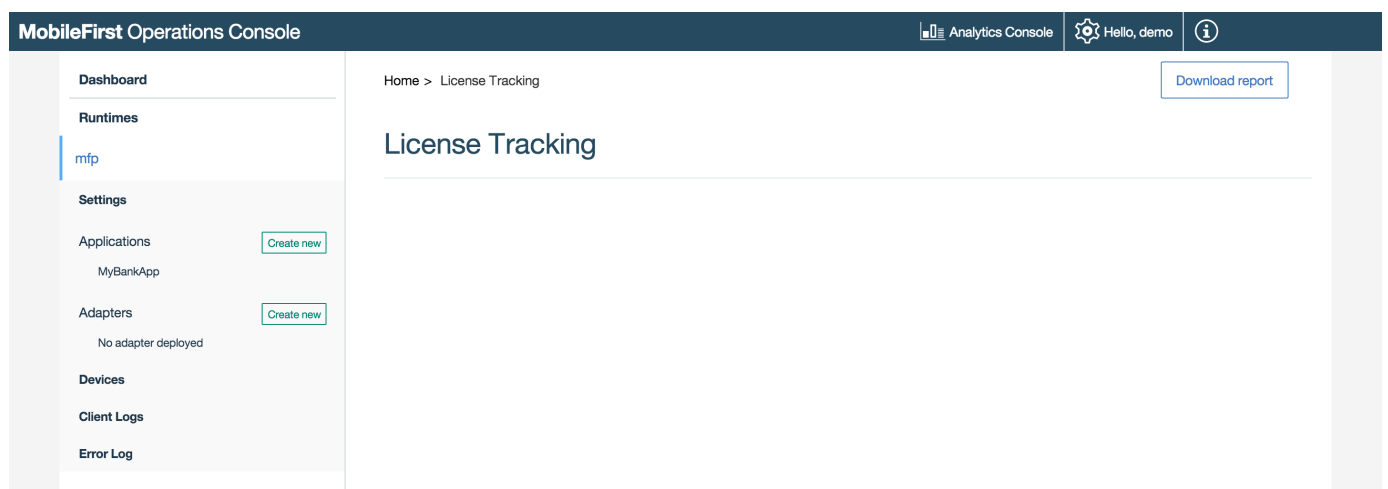 MobileFirst Operations Console
Analytics Console
Hello, demo
Dashboard
Runtimes
mfp
Settings
Applications
Create new
MyBankApp
Adapters
Create new
No adapter deployed
Devices
Client Logs
Error Log
Home > License Tracking
Download report
License Tracking